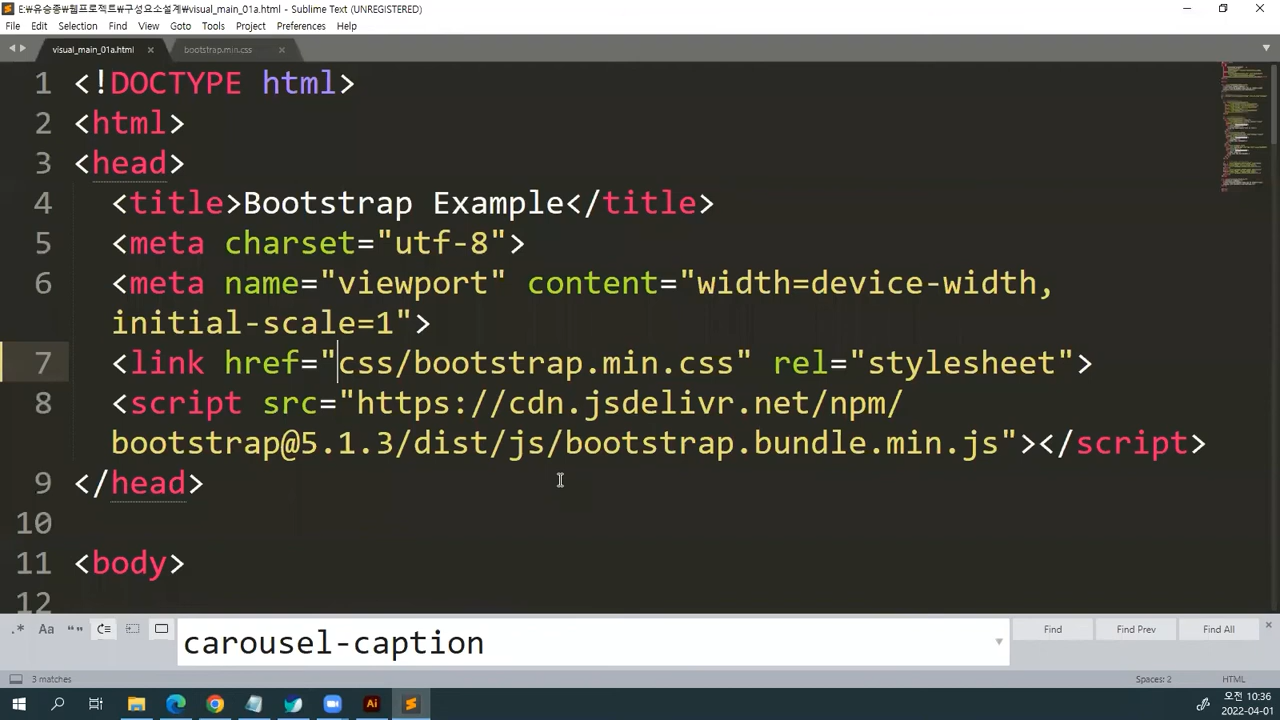 E:\유승종\웹프로젝트\구성요소설계\visual_main_01a.html - Sublime Text (UNREGISTERED)
File Edit Selection Find View Goto Tools Project Preferences Help
visual_main_01a.html × bootstrap.min.css ×
1 <!DOCTYPE html>
2 <html>
3 <head>
4 <title>Bootstrap Example</title>
5 <meta charset="utf-8">
6 <meta name="viewport" content="width=device-width,
initial-scale=1">
7 <link href="css/bootstrap.min.css" rel="stylesheet">
8 <script src="https://cdn.jsdelivr.net/npm/
bootstrap@5.1.3/dist/js/bootstrap.bundle.min.js"></script>
9 </head>
10
11 <body>
12
.* Aa “” carousel-caption Find Find Prev Find All
3 matches Spaces: 2 HTML
Ai S 오전 10:36
2022-04-01